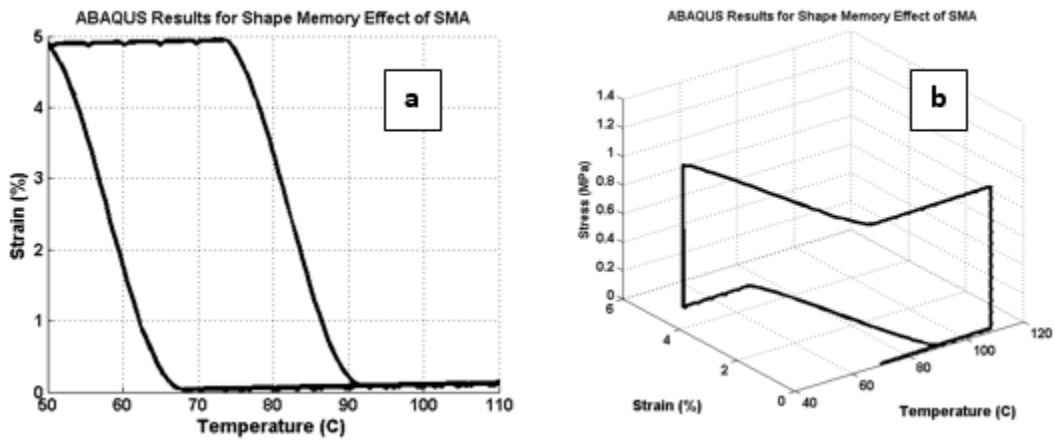 ABAQUS Results for Shape Memory Effect of SMA
5
4
3
2
1
0
Strain (%)
a
50 60 70 80 90 100 110
Temperature (C)
ABAQUS Results for Shape Memory Effect of SMA
b
1.4
1.2
1
0.8
0.6
0.4
0.2
0
Stress (MPa)
6
4
2
0
Strain (%)
40
60
80
100
120
Temperature (C)